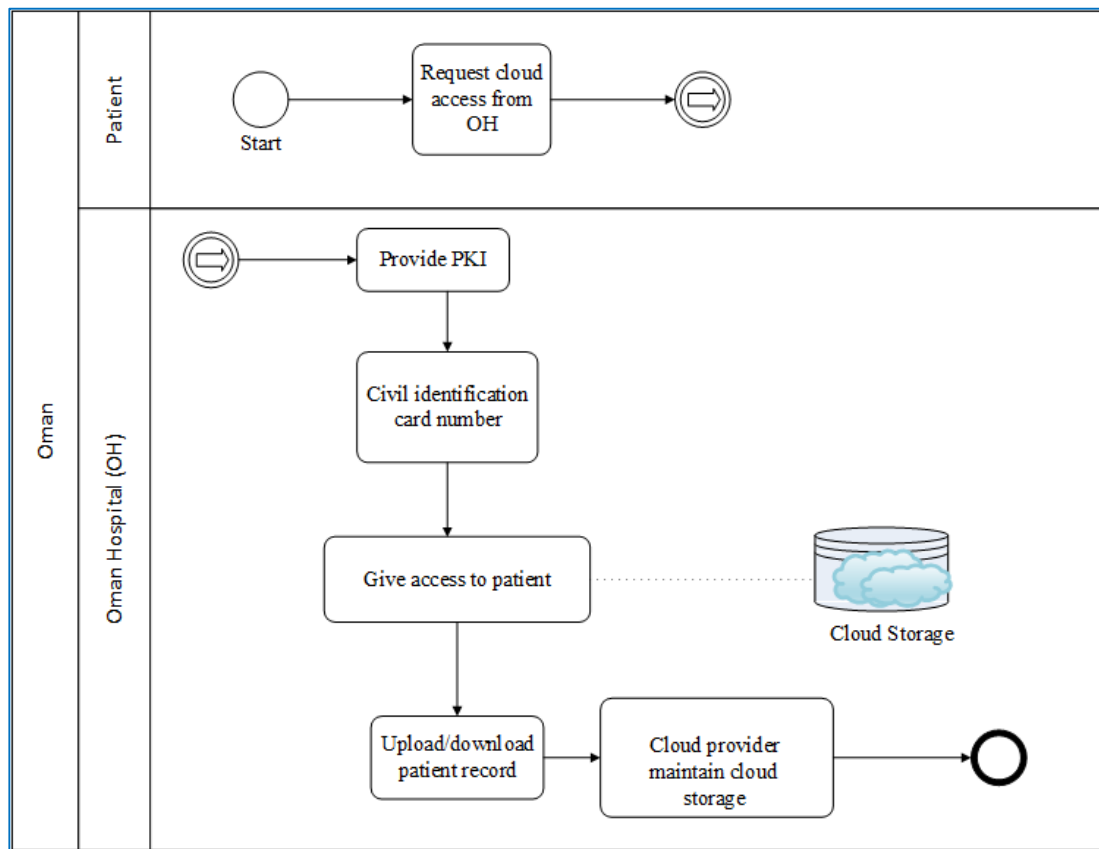 Oman
Patient
Request cloud
access from
OH
Start
Oman Hospital (OH)
Provide PKI
Civil identification
card number
Give access to patient
Cloud Storage
Upload/download
patient record
Cloud provider
maintain cloud
storage